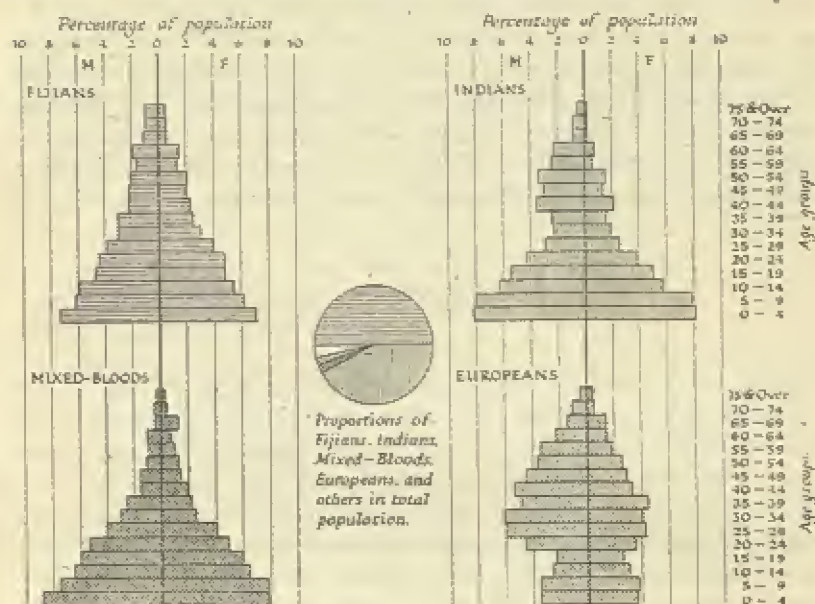 Percentage of population
10 8 6 4 2 0 2 4 6 8 10
M F
FIJIANS
Percentage of population
10 8 6 4 2 0 2 4 6 8 10
M F
INDIANS
75 & Over
70 – 74
65 – 69
60 – 64
55 – 59
50 – 54
45 – 49
40 – 44
35 – 39
30 – 34
25 – 29
20 – 24
15 – 19
10 – 14
5 – 9
0 – 4
Age groups
MIXED-BLOODS
Proportions of
Fijians, Indians,
Mixed-Bloods,
Europeans, and
others in total
population.
EUROPEANS
75 & Over
70 – 74
65 – 69
60 – 64
55 – 59
50 – 54
45 – 49
40 – 44
35 – 39
30 – 34
25 – 29
20 – 24
15 – 19
10 – 14
5 – 9
0 – 4
Age groups